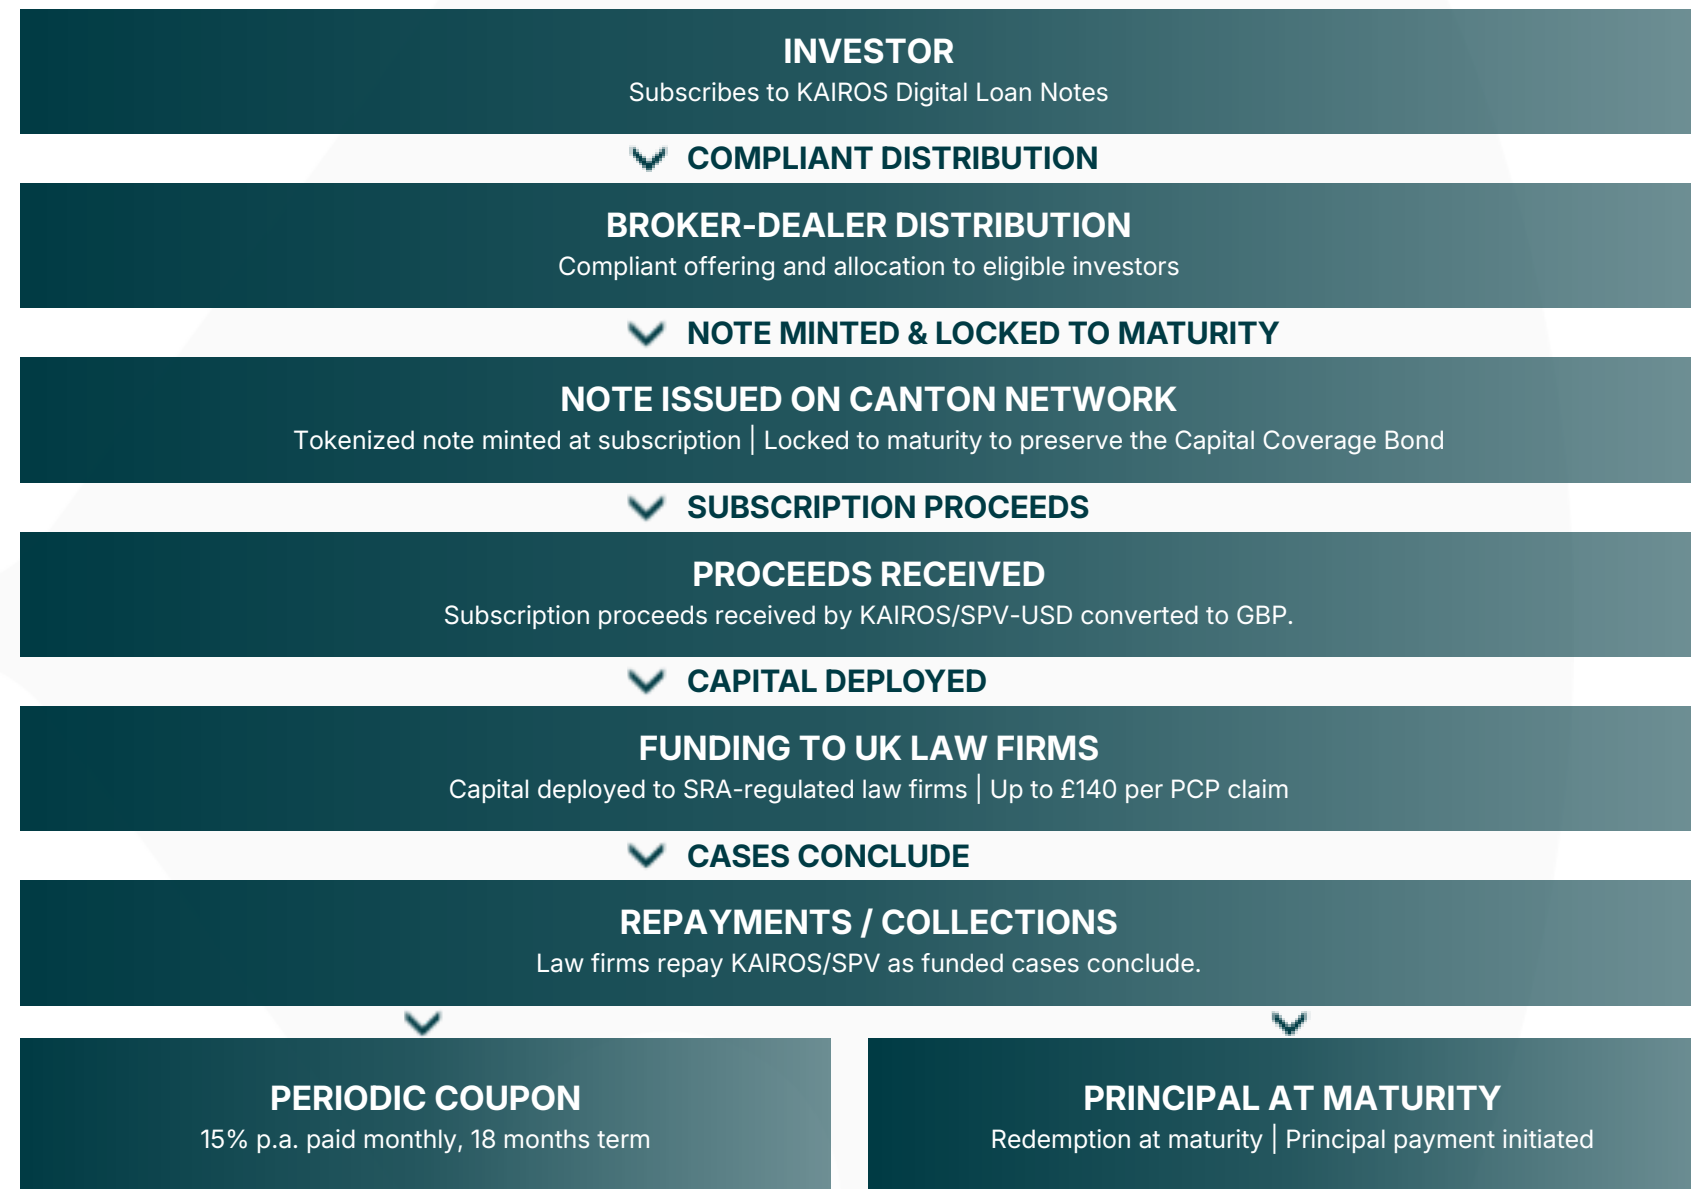 INVESTOR
Subscribes to KAIROS Digital Loan Notes
COMPLIANT DISTRIBUTION
BROKER-DEALER DISTRIBUTION
Compliant offering and allocation to eligible investors
NOTE MINTED & LOCKED TO MATURITY
NOTE ISSUED ON CANTON NETWORK
Tokenized note minted at subscription | Locked to maturity to preserve the Capital Coverage Bond
SUBSCRIPTION PROCEEDS
PROCEEDS RECEIVED
Subscription proceeds received by KAIROS/SPV-USD converted to GBP.
CAPITAL DEPLOYED
FUNDING TO UK LAW FIRMS
Capital deployed to SRA-regulated law firms | Up to £140 per PCP claim
CASES CONCLUDE
REPAYMENTS / COLLECTIONS
Law firms repay KAIROS/SPV as funded cases conclude.
PERIODIC COUPON
15% p.a. paid monthly, 18 months term
PRINCIPAL AT MATURITY
Redemption at maturity | Principal payment initiated